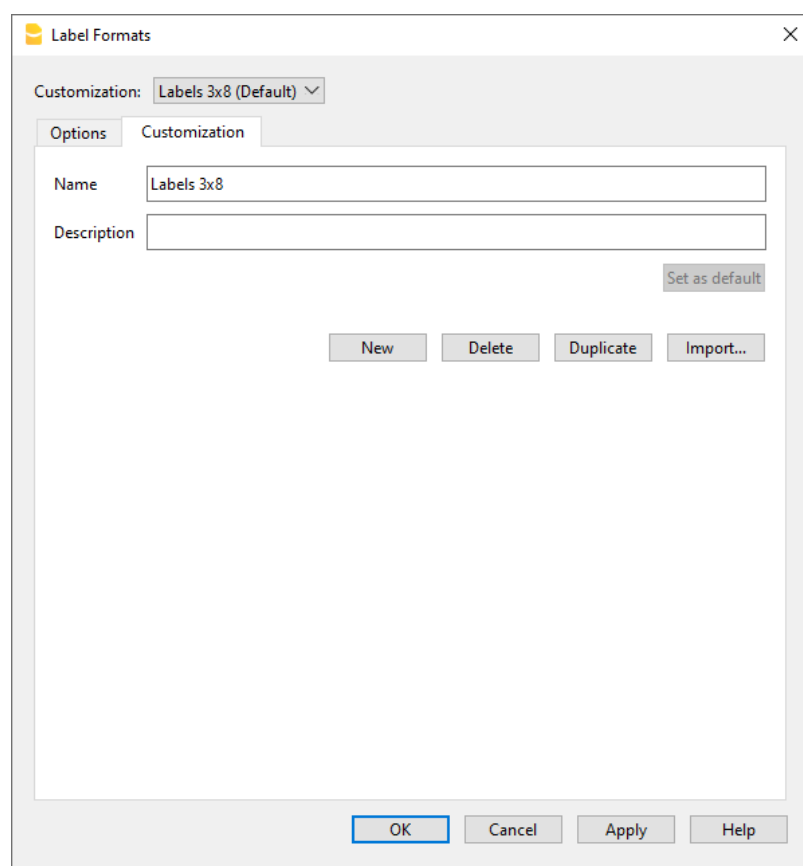 Label Formats
Customization: Labels 3x8 (Default)
Options Customization
Name Labels 3x8
Description
Set as default
New Delete Duplicate Import...
OK Cancel Apply Help